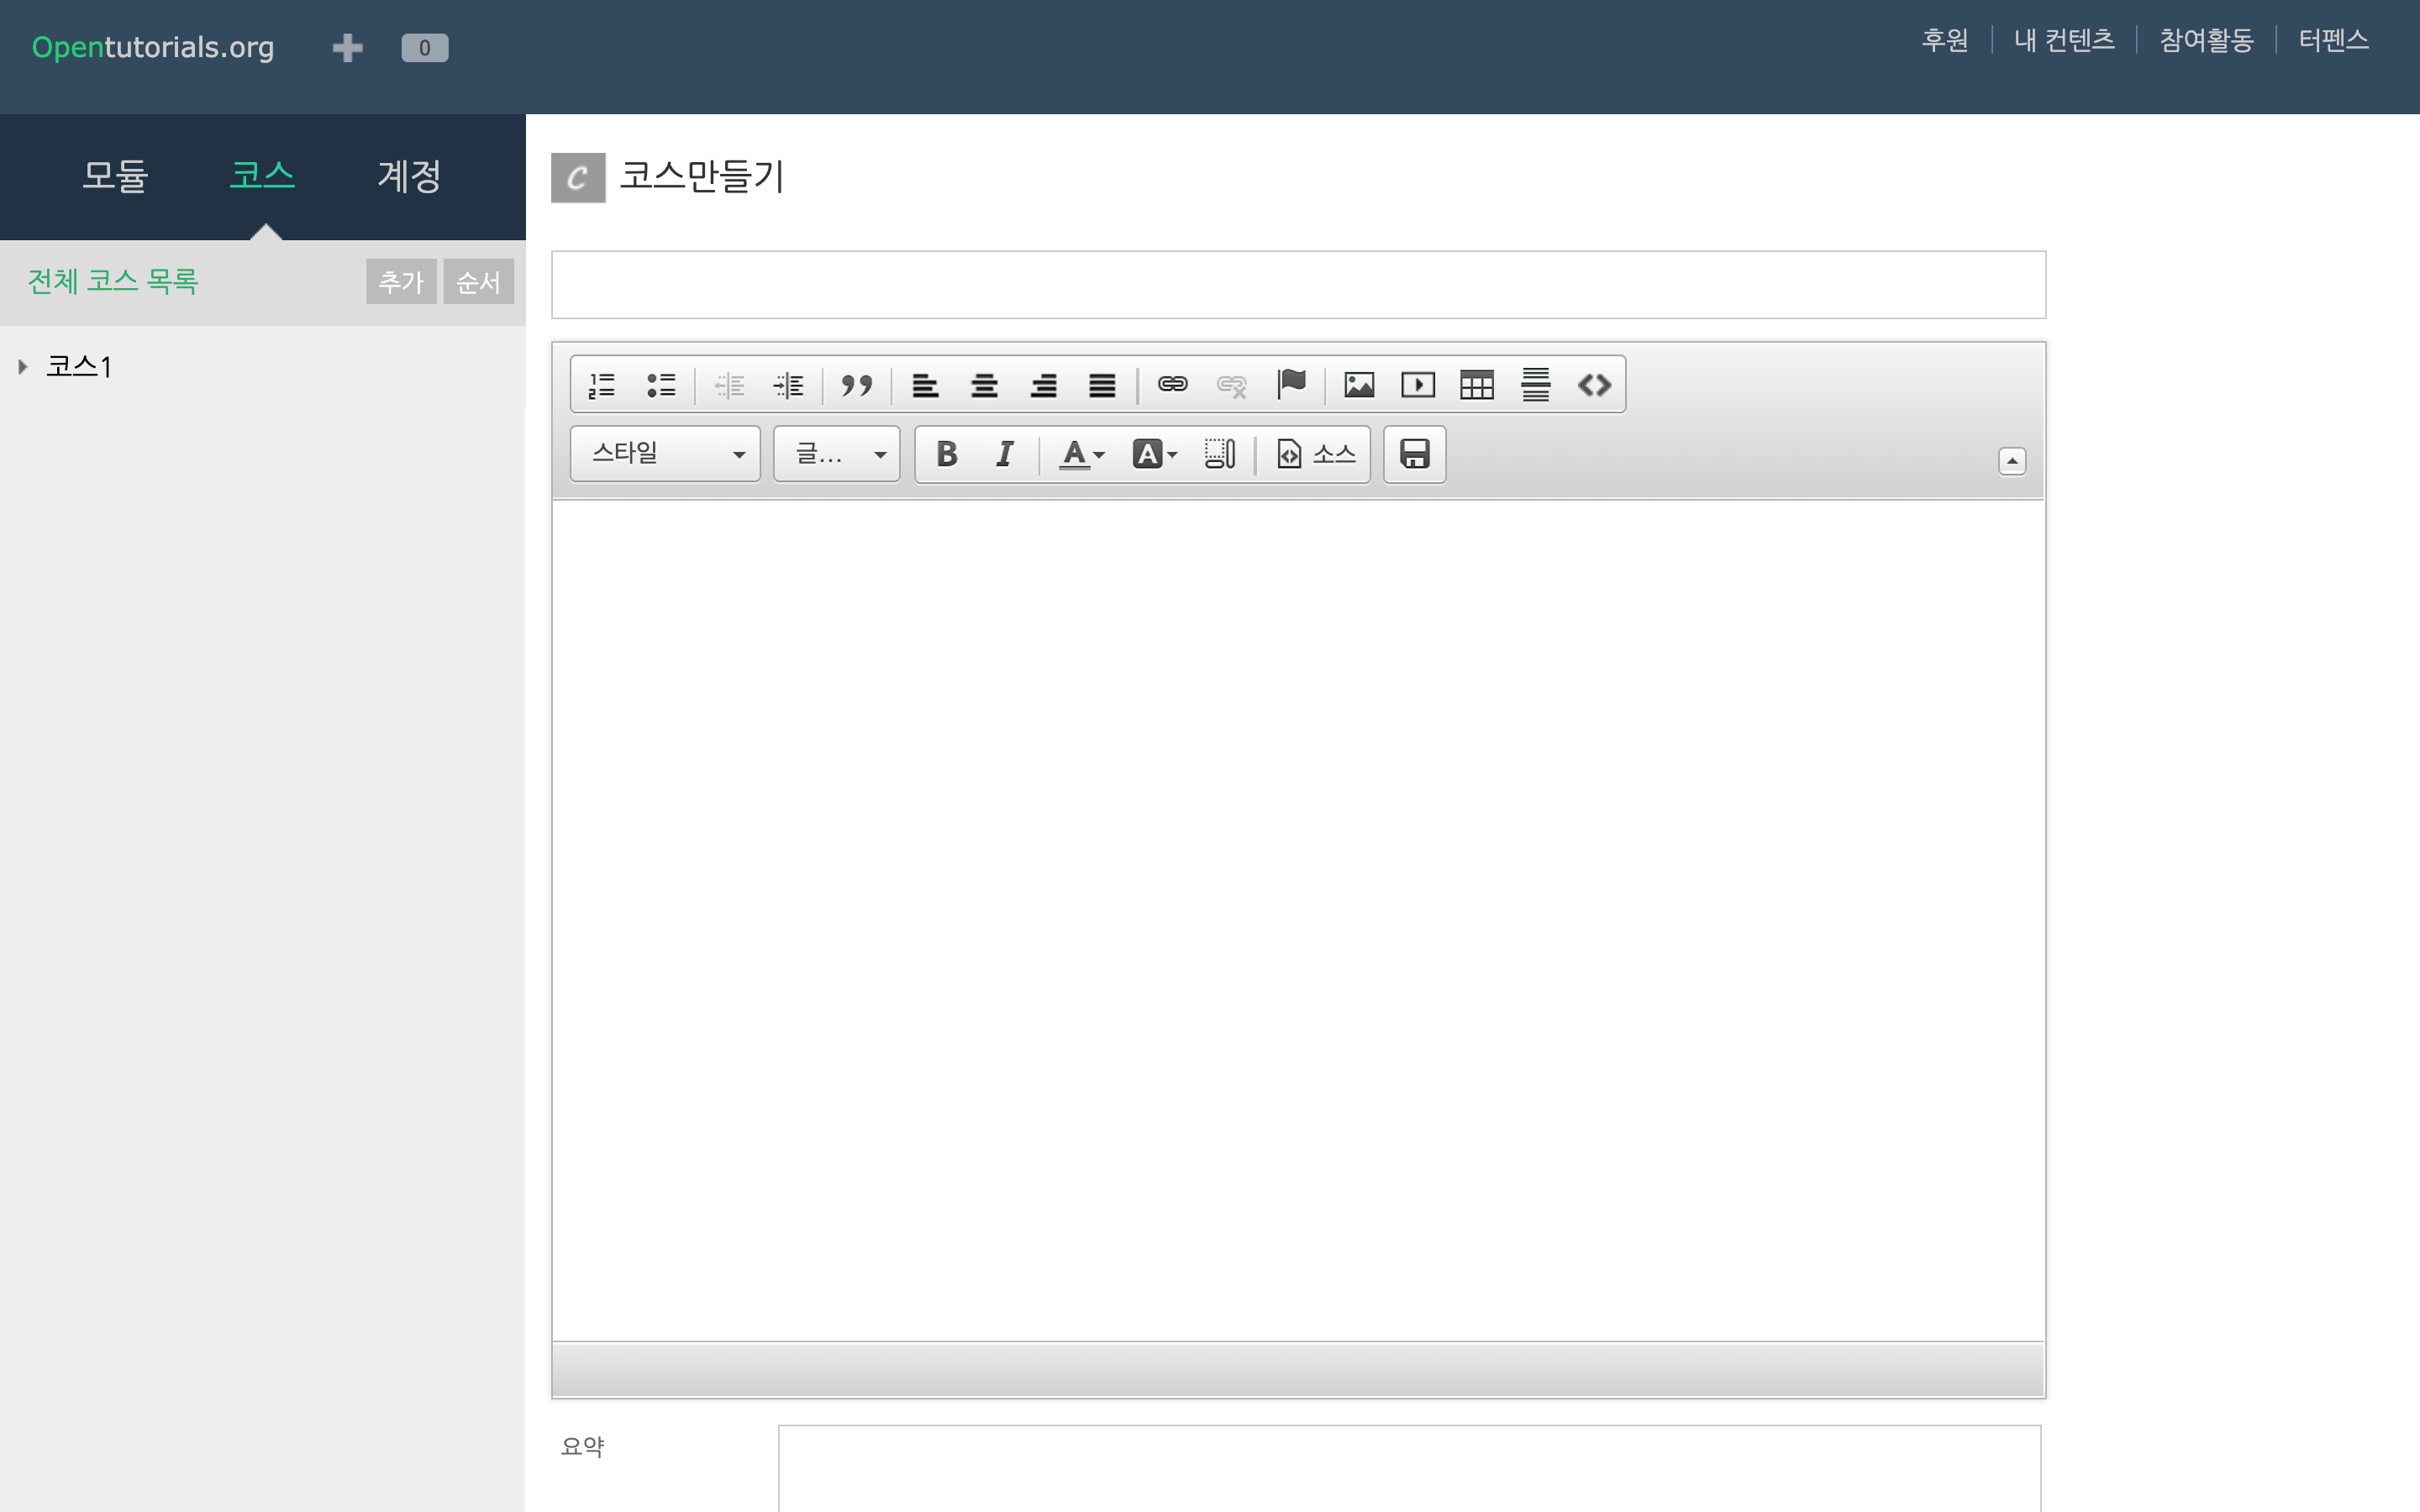 Opentutorials.org 0 후원 내 컨텐츠 참여활동 터펜스
모듈 코스 계정
C 코스만들기
전체 코스 목록 추가 순서
코스1
스타일 글... B I A A 소스
요약